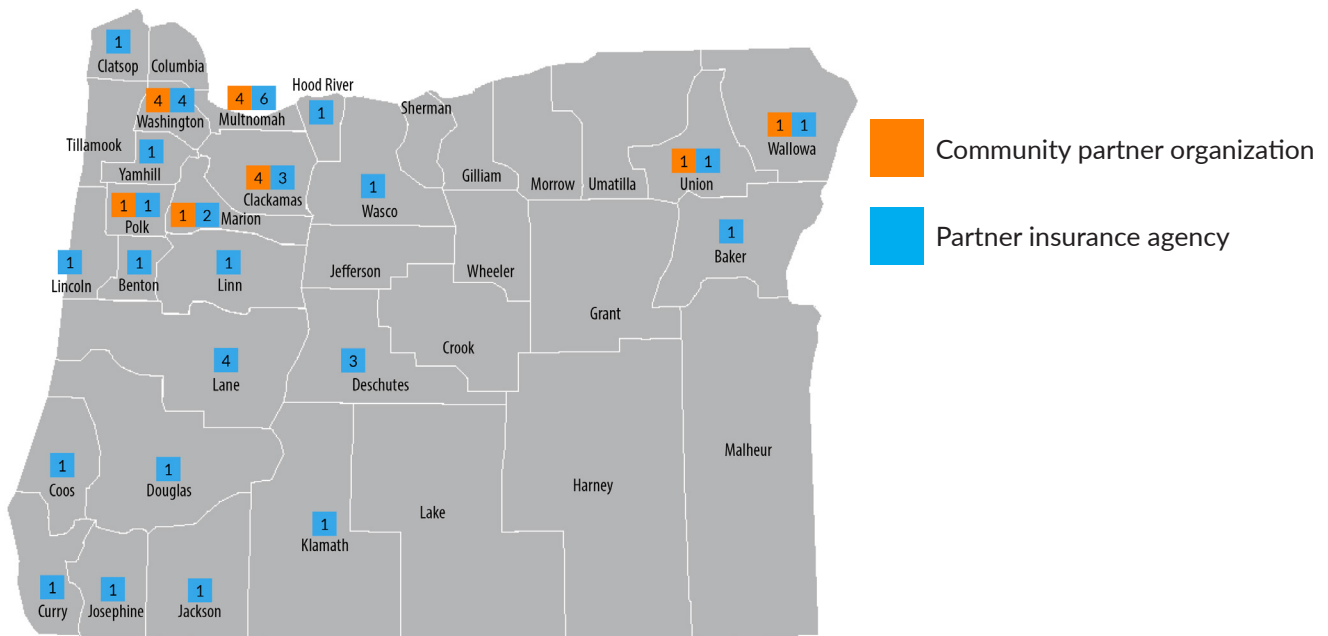 1
Clatsop
Columbia
4 4
Washington
4 6
Multnomah
Hood River
1
Sherman
Tillamook
1
Yamhill
4 3
Clackamas
1
Wasco
Gilliam
Morrow
Umatilla
1 1
Union
1 1
Wallowa
1 1
Polk
1 2
Marion
1
Lincoln
1
Benton
1
Linn
Jefferson
Wheeler
1
Baker
Grant
4
Lane
3
Deschutes
Crook
1
Coos
1
Douglas
1
Klamath
Lake
Harney
Malheur
1
Curry
1
Josephine
1
Jackson
Community partner organization
Partner insurance agency